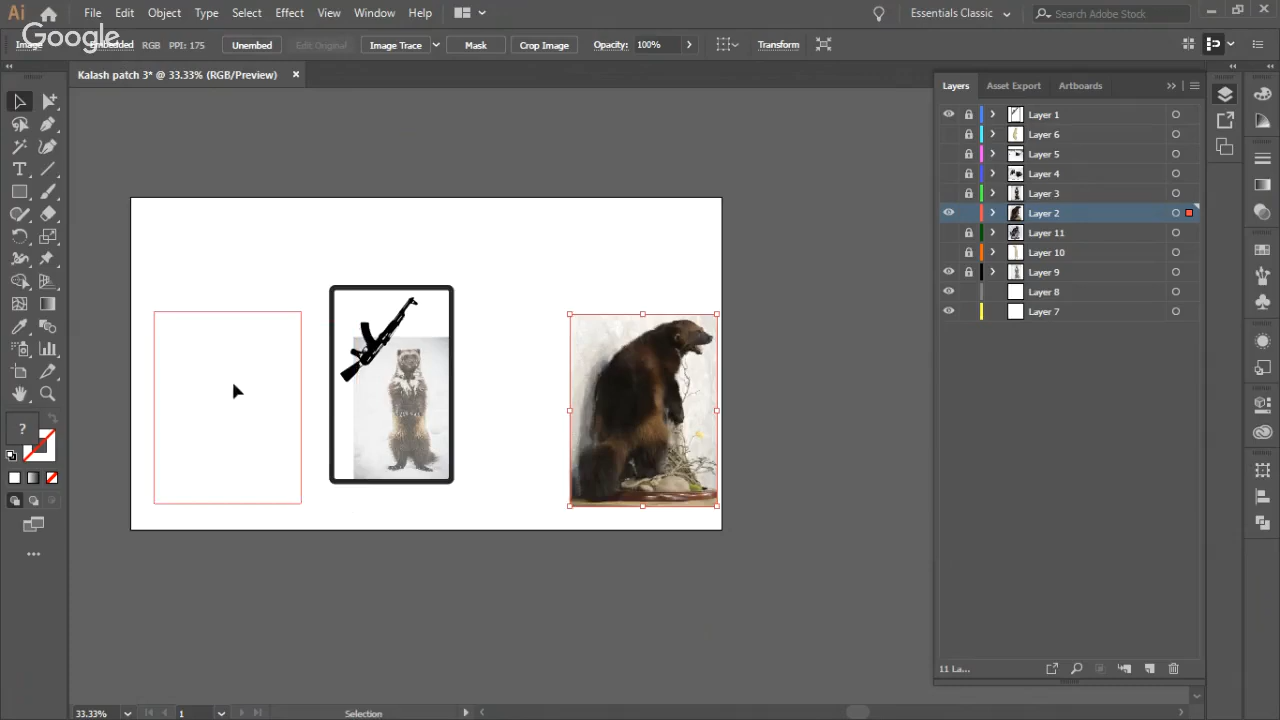 Ai File Edit Object Type Select Effect View Window Help Essentials Classic Search Adobe Stock
Google
Image Embedded RGB PPI: 175 Unembed Edit Original Image Trace Mask Crop Image Opacity: 100% Transform
Kalash patch 3* @ 33.33% (RGB/Preview)
Layers Asset Export Artboards
Layer 1
Layer 6
Layer 5
Layer 4
Layer 3
Layer 2
Layer 11
Layer 10
Layer 9
Layer 8
Layer 7
?
11 La...
33.33% 1 Selection